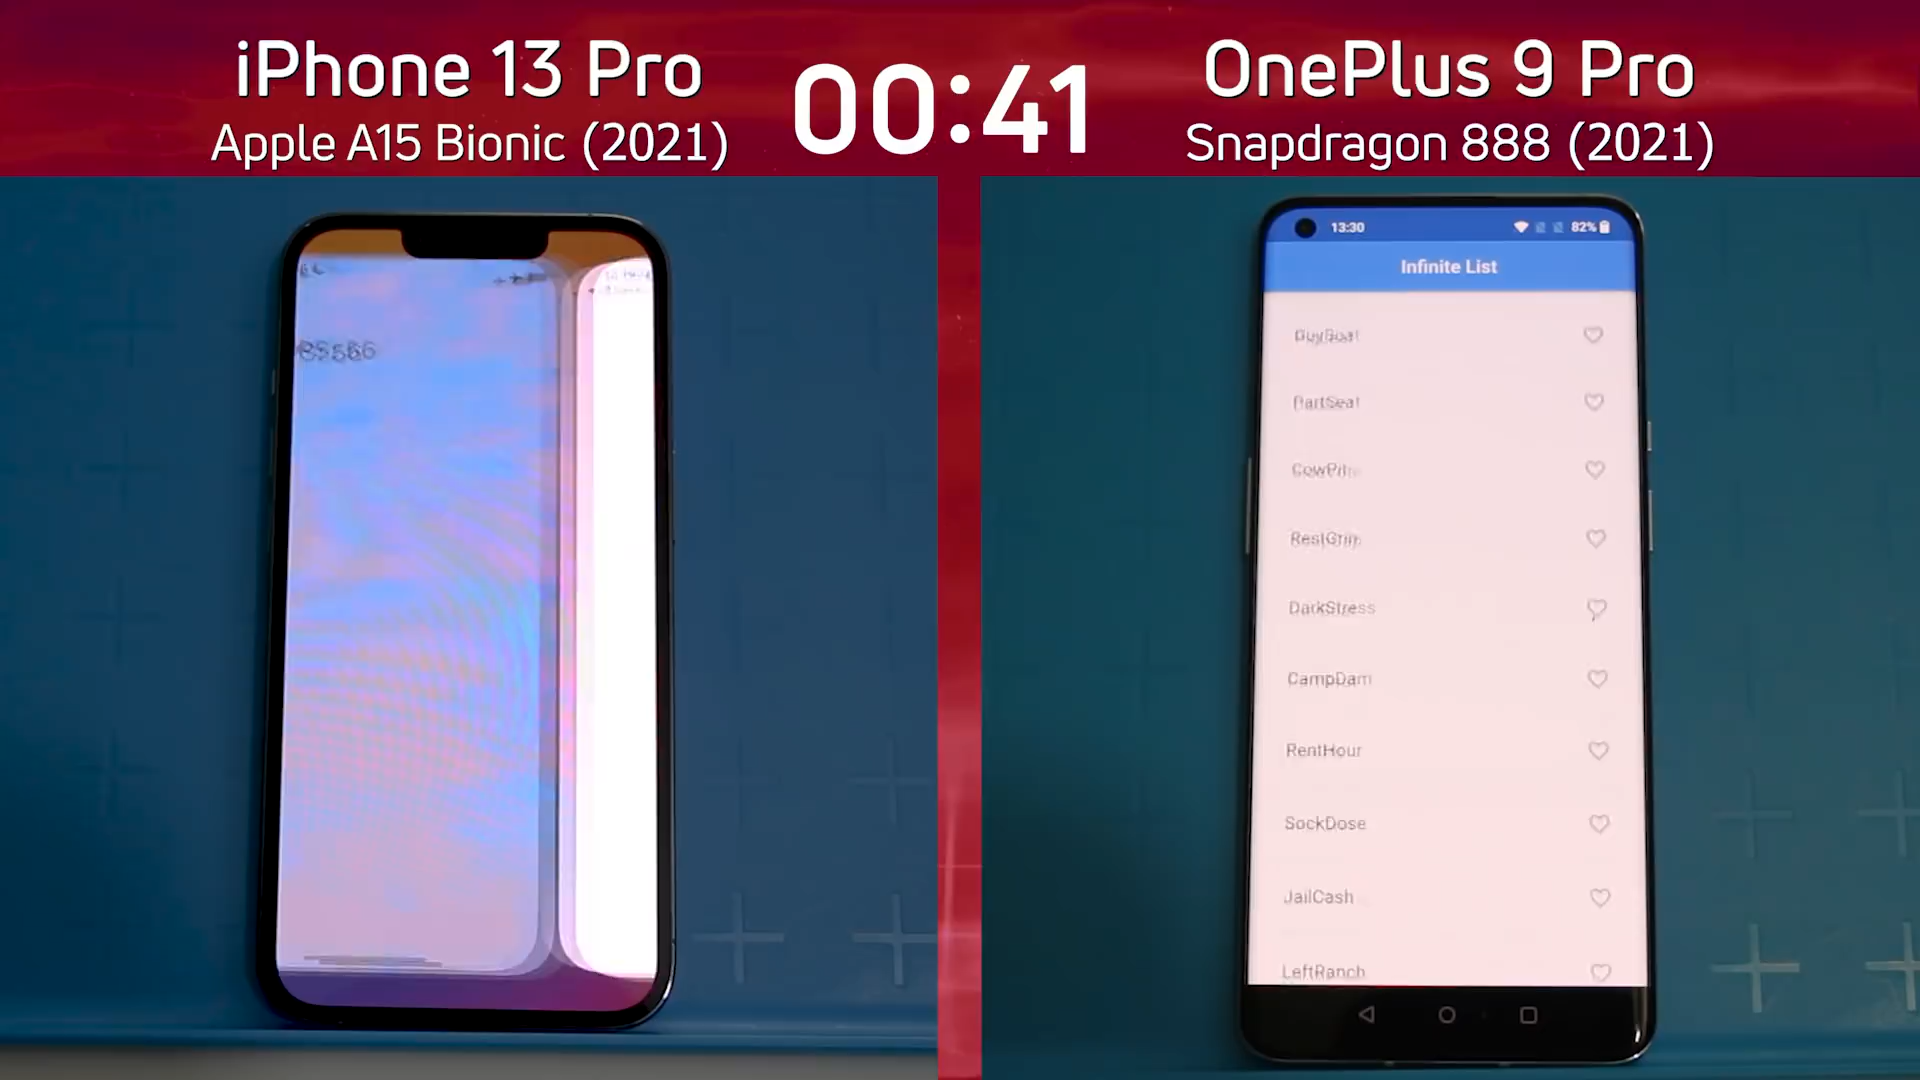 iPhone 13 Pro
Apple A15 Bionic (2021)
00:41
OnePlus 9 Pro
Snapdragon 888 (2021)
13:30
82%
Infinite List
PartSeat
CowPit
RestGrip
DarkStress
CampDam
RentHour
SockDose
JailCash
LeftRanch